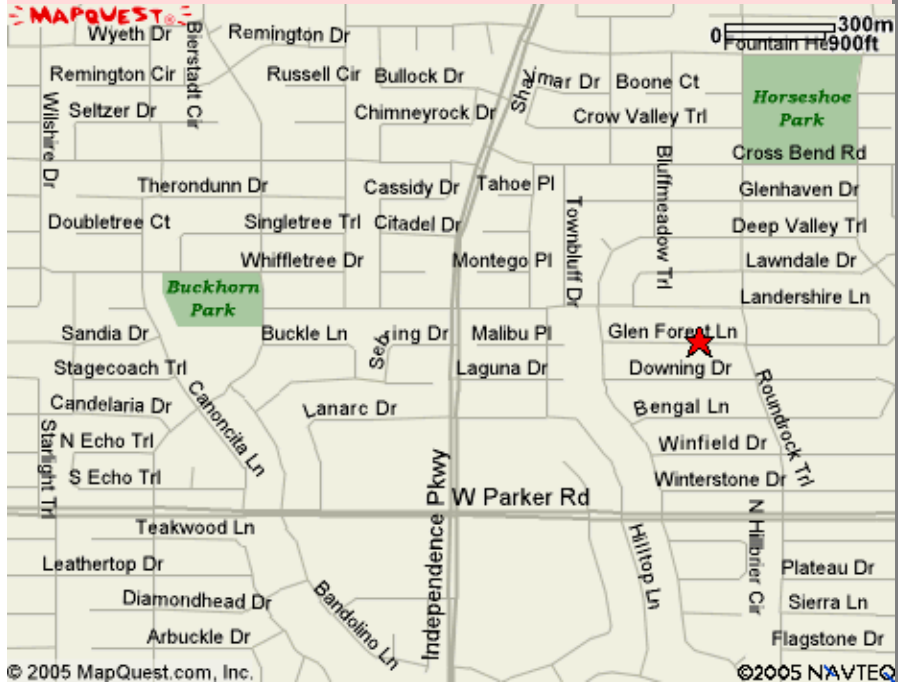 MAPQUEST
300m
0
900ft
Wyeth Dr
Bierstadt Cir
Remington Dr
Fountain He
Remington Cir
Russell Cir
Bullock Dr
Shalimar Dr
Boone Ct
Seltzer Dr
Wilshire Dr
Chimneyrock Dr
Crow Valley Trl
Horseshoe
Park
Cross Bend Rd
Bluffmeadow Trl
Therondunn Dr
Cassidy Dr
Tahoe Pl
Glenhaven Dr
Townbluff Dr
Doubletree Ct
Singletree Trl
Citadel Dr
Deep Valley Trl
Whiffletree Dr
Montego Pl
Lawndale Dr
Buckhorn
Park
Landershire Ln
Sandia Dr
Buckle Ln
Sebring Dr
Malibu Pl
Glen Forest Ln
Stagecoach Trl
Laguna Dr
Downing Dr
Canoncita Ln
Roundrock Trl
Candelaria Dr
Lanarc Dr
Bengal Ln
Starlight Trl
N Echo Trl
Winfield Dr
S Echo Trl
Winterstone Dr
Independence Pkwy
W Parker Rd
N Hillbrier Cir
Teakwood Ln
Hilltop Ln
Leathertop Dr
Plateau Dr
Bandolino Ln
Diamondhead Dr
Sierra Ln
Arbuckle Dr
Flagstone Dr
© 2005 MapQuest.com, Inc.
©2005 NAVTEQ